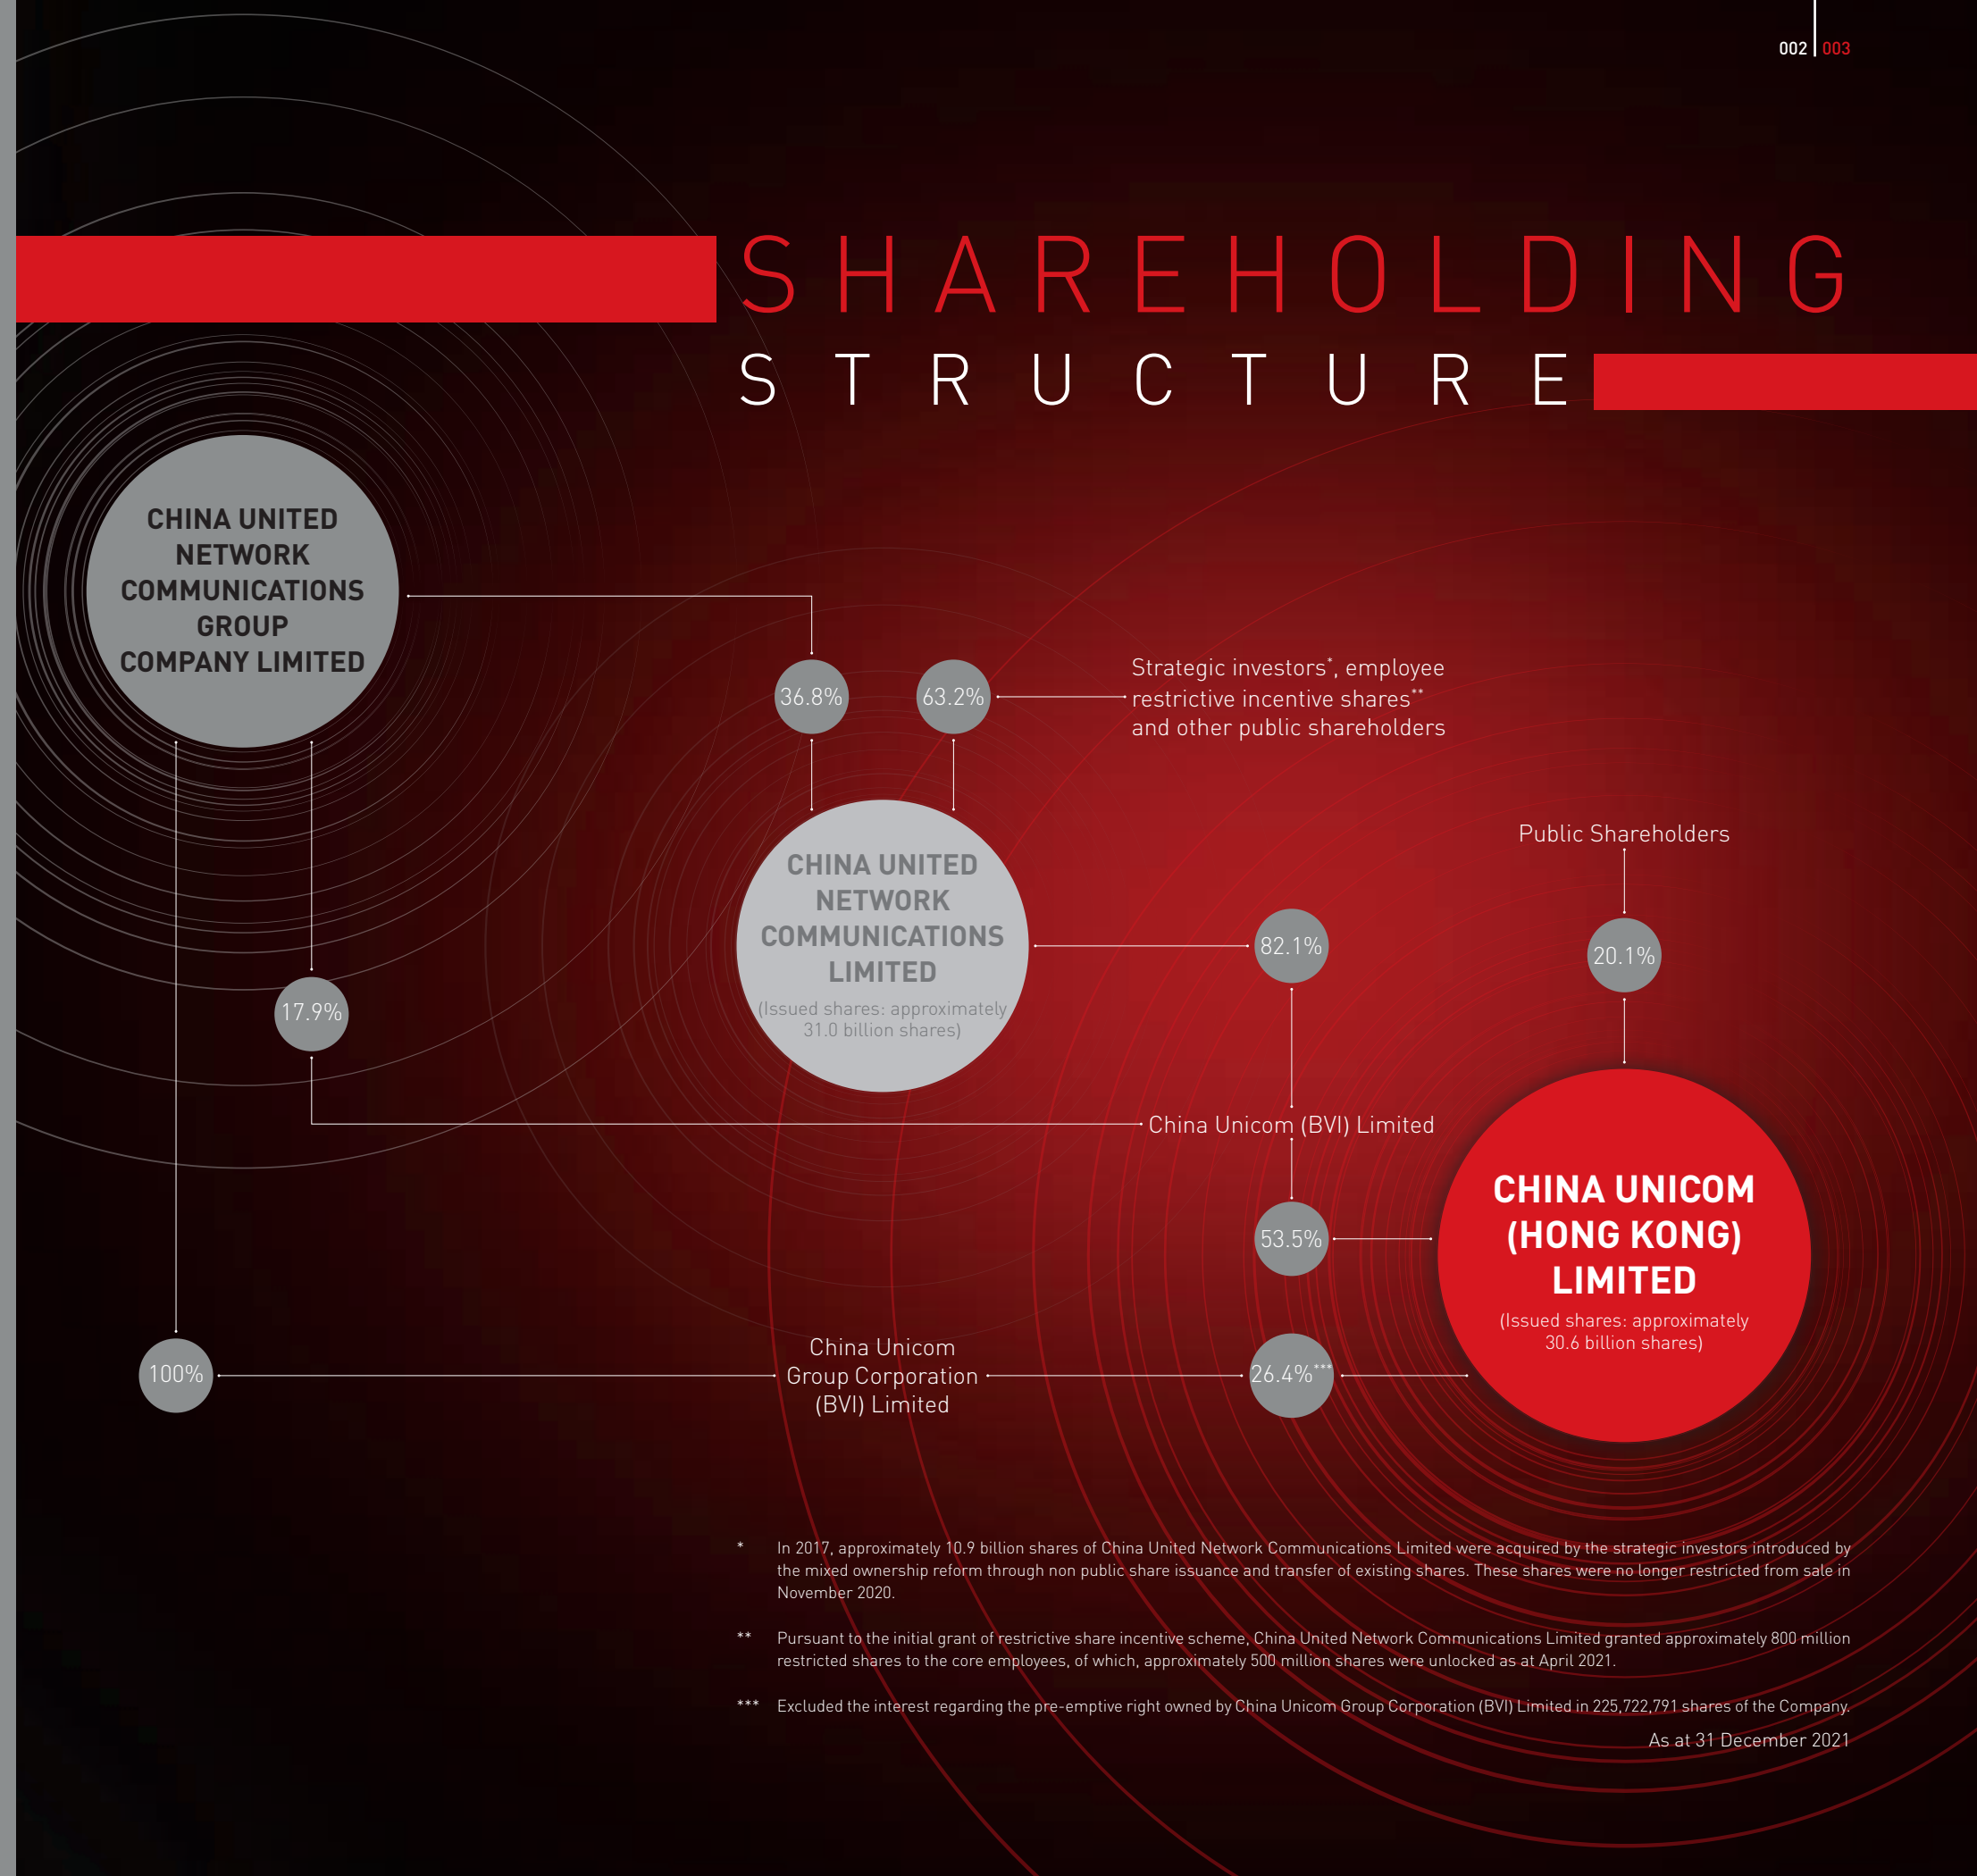 002 003
SHAREHOLDING
STRUCTURE
CHINA UNITED
NETWORK
COMMUNICATIONS
GROUP
COMPANY LIMITED
36.8%
63.2%
Strategic investors*, employee
restrictive incentive shares**
and other public shareholders
Public Shareholders
CHINA UNITED
NETWORK
COMMUNICATIONS
LIMITED
(Issued shares: approximately
31.0 billion shares)
82.1%
20.1%
17.9%
China Unicom (BVI) Limited
53.5%
CHINA UNICOM
(HONG KONG)
LIMITED
(Issued shares: approximately
30.6 billion shares)
100%
China Unicom
Group Corporation
(BVI) Limited
26.4%***
* In 2017, approximately 10.9 billion shares of China United Network Communications Limited were acquired by the strategic investors introduced by
the mixed ownership reform through non public share issuance and transfer of existing shares. These shares were no longer restricted from sale in
November 2020.
** Pursuant to the initial grant of restrictive share incentive scheme, China United Network Communications Limited granted approximately 800 million
restricted shares to the core employees, of which, approximately 500 million shares were unlocked as at April 2021.
*** Excluded the interest regarding the pre-emptive right owned by China Unicom Group Corporation (BVI) Limited in 225,722,791 shares of the Company.
As at 31 December 2021